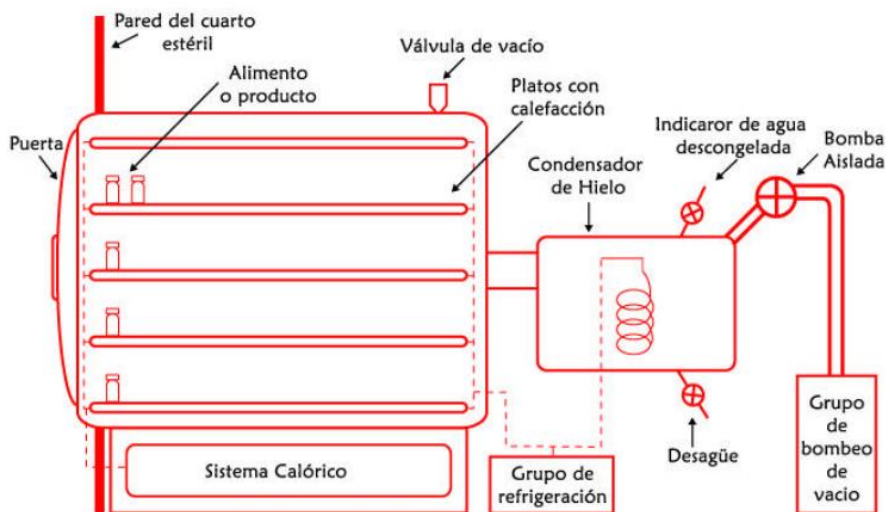 Pared del cuarto
estéril
Alimento
o producto
Válvula de vacío
Platos con
calefacción
Indicaror de agua
descongelada
Bomba
Aislada
Puerta
Condensador
de Hielo
Sistema Calórico
Grupo de
refrigeración
Desagüe
Grupo
de
bombeo
de
vacio